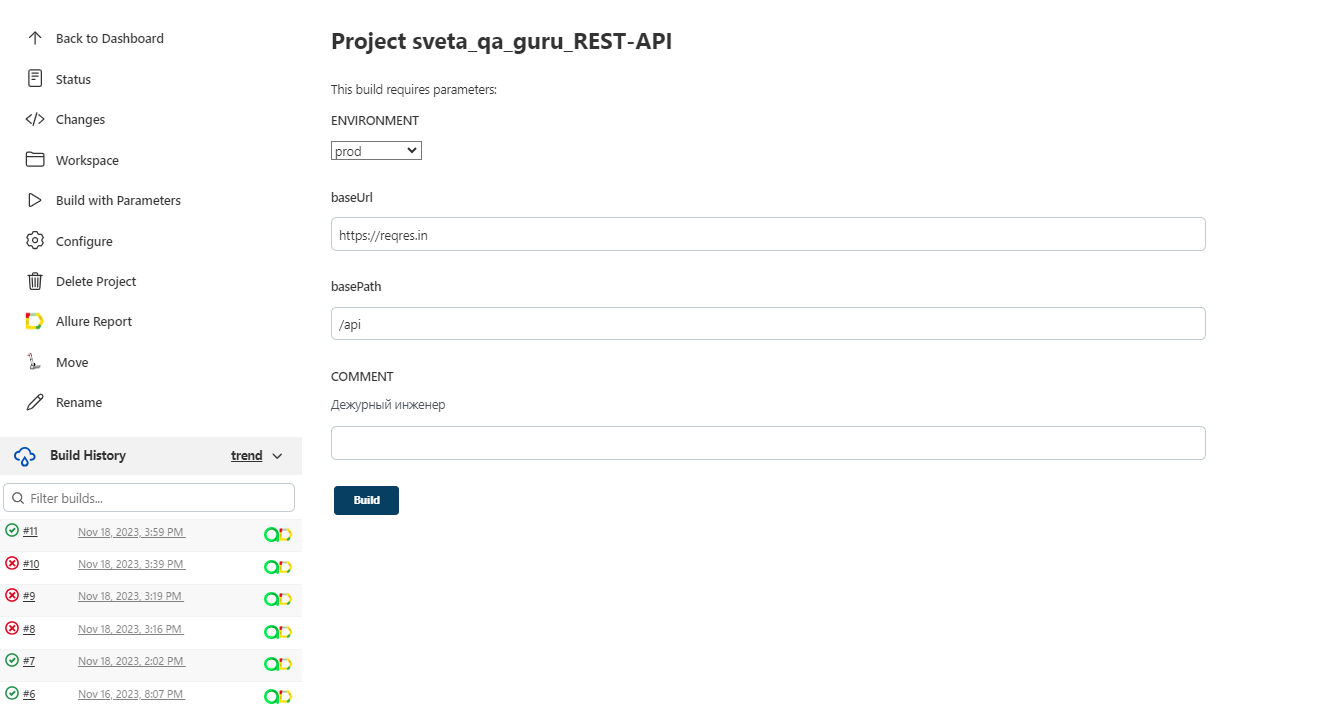 Back to Dashboard
Status
Changes
Workspace
Build with Parameters
Configure
Delete Project
Allure Report
Move
Rename
Build History trend
Filter builds...
#11 Nov 18, 2023, 3:59 PM
#10 Nov 18, 2023, 3:39 PM
#9 Nov 18, 2023, 3:19 PM
#8 Nov 18, 2023, 3:16 PM
#7 Nov 18, 2023, 2:02 PM
#6 Nov 16, 2023, 8:07 PM
Project sveta_qa_guru_REST-API
This build requires parameters:
ENVIRONMENT
prod
baseUrl
https://reqres.in
basePath
/api
COMMENT
Дежурный инженер
Build